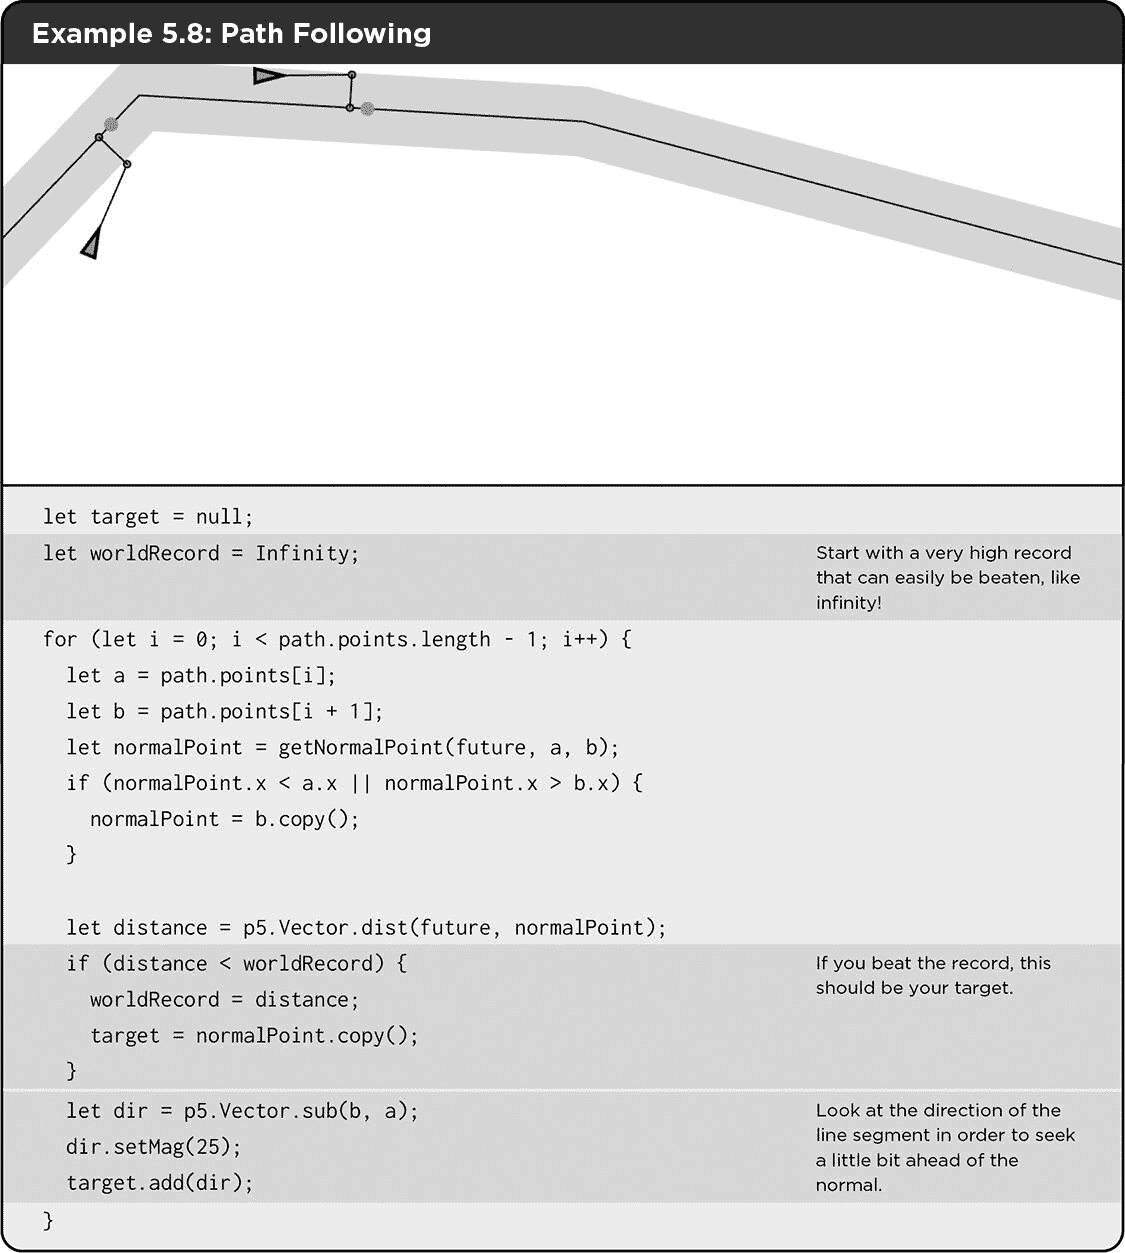 Example 5.8: Path Following
let target = null;
let worldRecord = Infinity;
Start with a very high record
that can easily be beaten, like
infinity!
for (let i = 0; i < path.points.length - 1; i++) {
let a = path.points[i];
let b = path.points[i + 1];
let normalPoint = getNormalPoint(future, a, b);
if (normalPoint.x < a.x || normalPoint.x > b.x) {
normalPoint = b.copy();
}
let distance = p5.Vector.dist(future, normalPoint);
if (distance < worldRecord) {
worldRecord = distance;
target = normalPoint.copy();
}
If you beat the record, this
should be your target.
let dir = p5.Vector.sub(b, a);
dir.setMag(25);
target.add(dir);
Look at the direction of the
line segment in order to seek
a little bit ahead of the
normal.
}